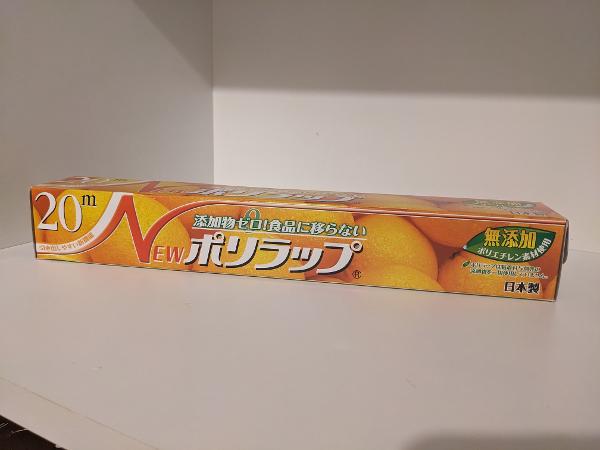 20m
添加物ゼロ!食品に移らない
NEWポリラップ®
無添加
ポリエチレン素材使用
日本製